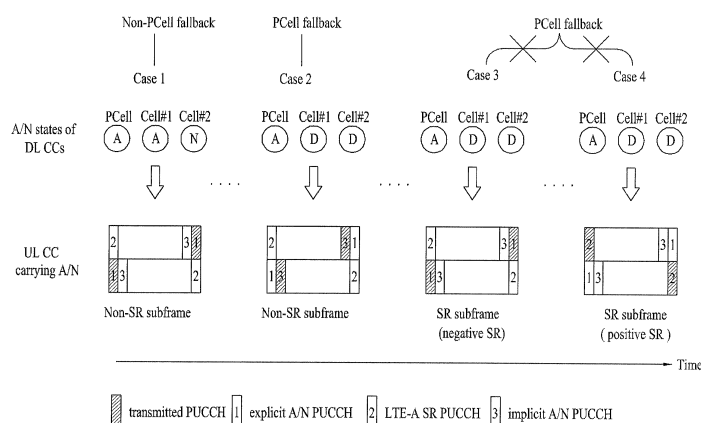 Non-PCell fallback PCell fallback PCell fallback
Case 1 Case 2 Case 3 Case 4
A/N states of DL CCs
PCell Cell#1 Cell#2 PCell Cell#1 Cell#2 PCell Cell#1 Cell#2 PCell Cell#1 Cell#2
A A N A D D A D D A D D
.... .... ....
UL CC carrying A/N
2 3 1 2 3 1 2 3 1 2 3 1
1 3 2 1 3 2 1 3 2 1 3 2
Non-SR subframe Non-SR subframe SR subframe SR subframe
(negative SR) ( positive SR )
Time
transmitted PUCCH 1 explicit A/N PUCCH 2 LTE-A SR PUCCH 3 implicit A/N PUCCH